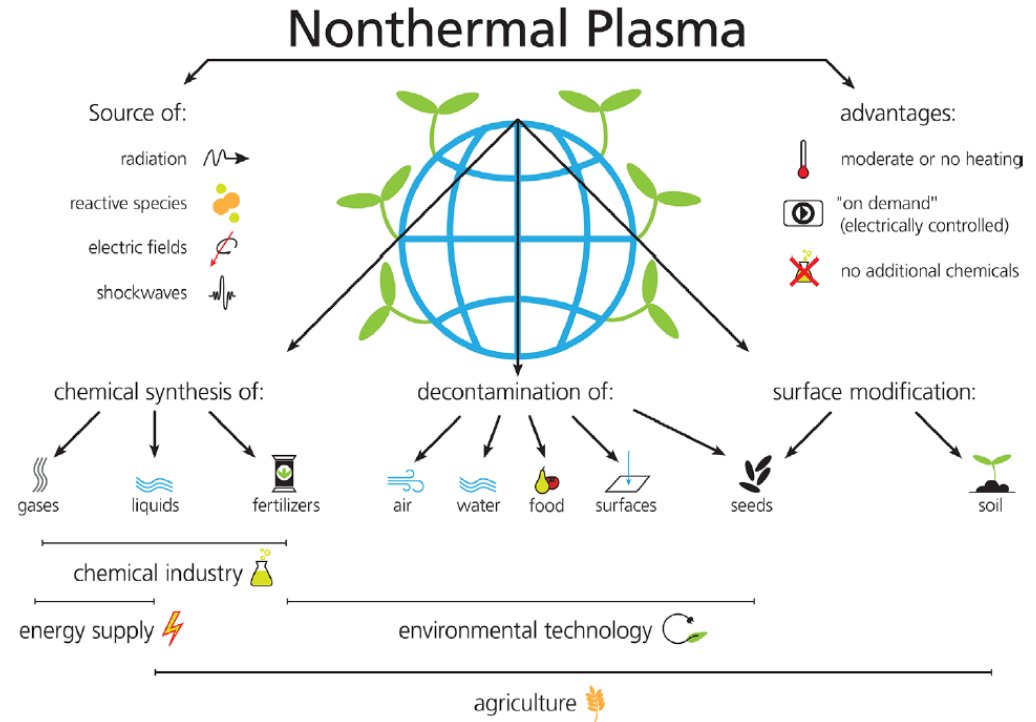 Nonthermal Plasma
Source of:
radiation
reactive species
electric fields
shockwaves
advantages:
moderate or no heating
"on demand"
(electrically controlled)
no additional chemicals
chemical synthesis of:
decontamination of:
surface modification:
gases
liquids
fertilizers
air
water
food
surfaces
seeds
soil
chemical industry
energy supply
environmental technology
agriculture